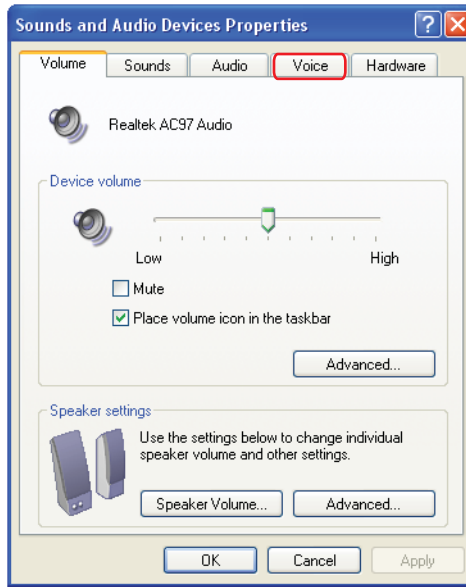 Sounds and Audio Devices Properties
Volume Sounds Audio Voice Hardware
Realtek AC97 Audio
Device volume
Low High
Mute
Place volume icon in the taskbar
Advanced...
Speaker settings
Use the settings below to change individual
speaker volume and other settings.
Speaker Volume... Advanced...
OK Cancel Apply